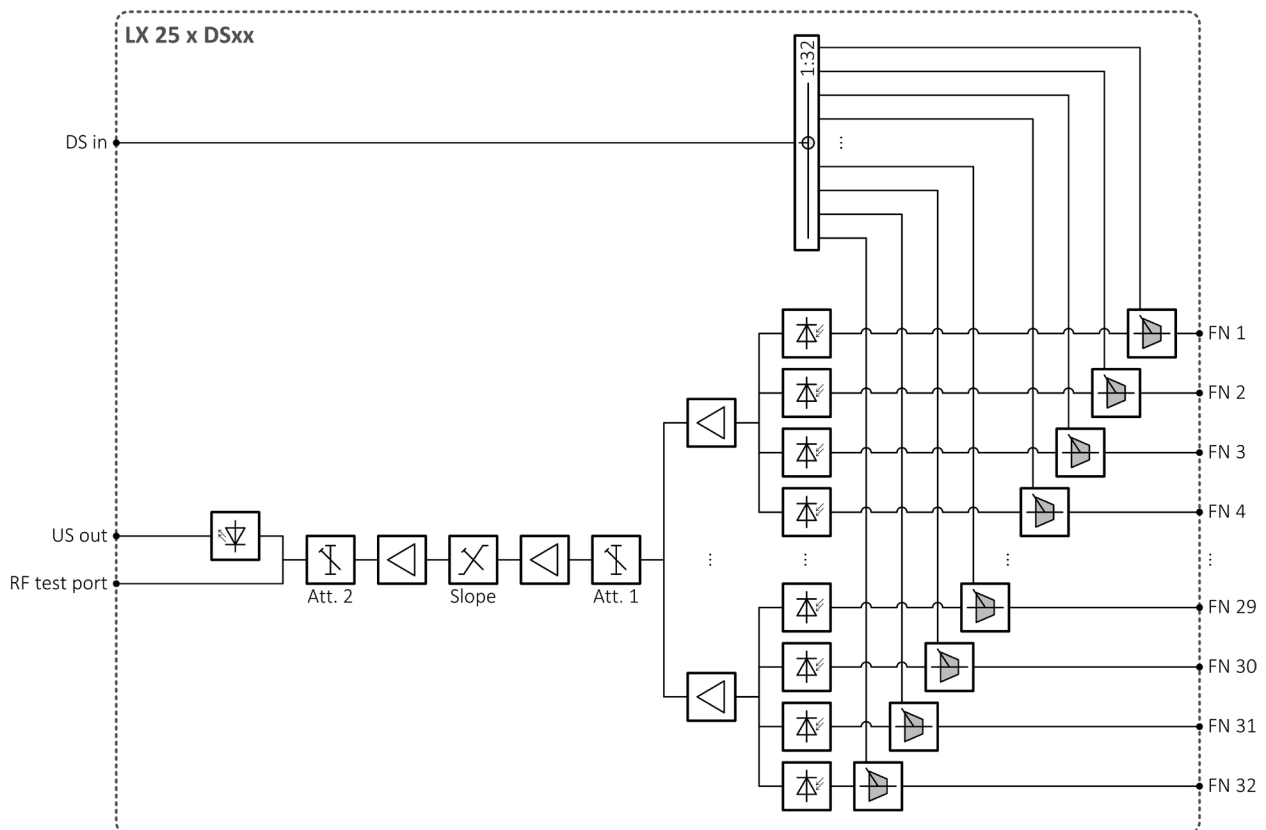 LX 25 x DSxx
1:32
DS in
...
FN 1
FN 2
FN 3
FN 4
US out
RF test port
Att. 2
Slope
Att. 1
...
...
...
FN 29
FN 30
FN 31
FN 32